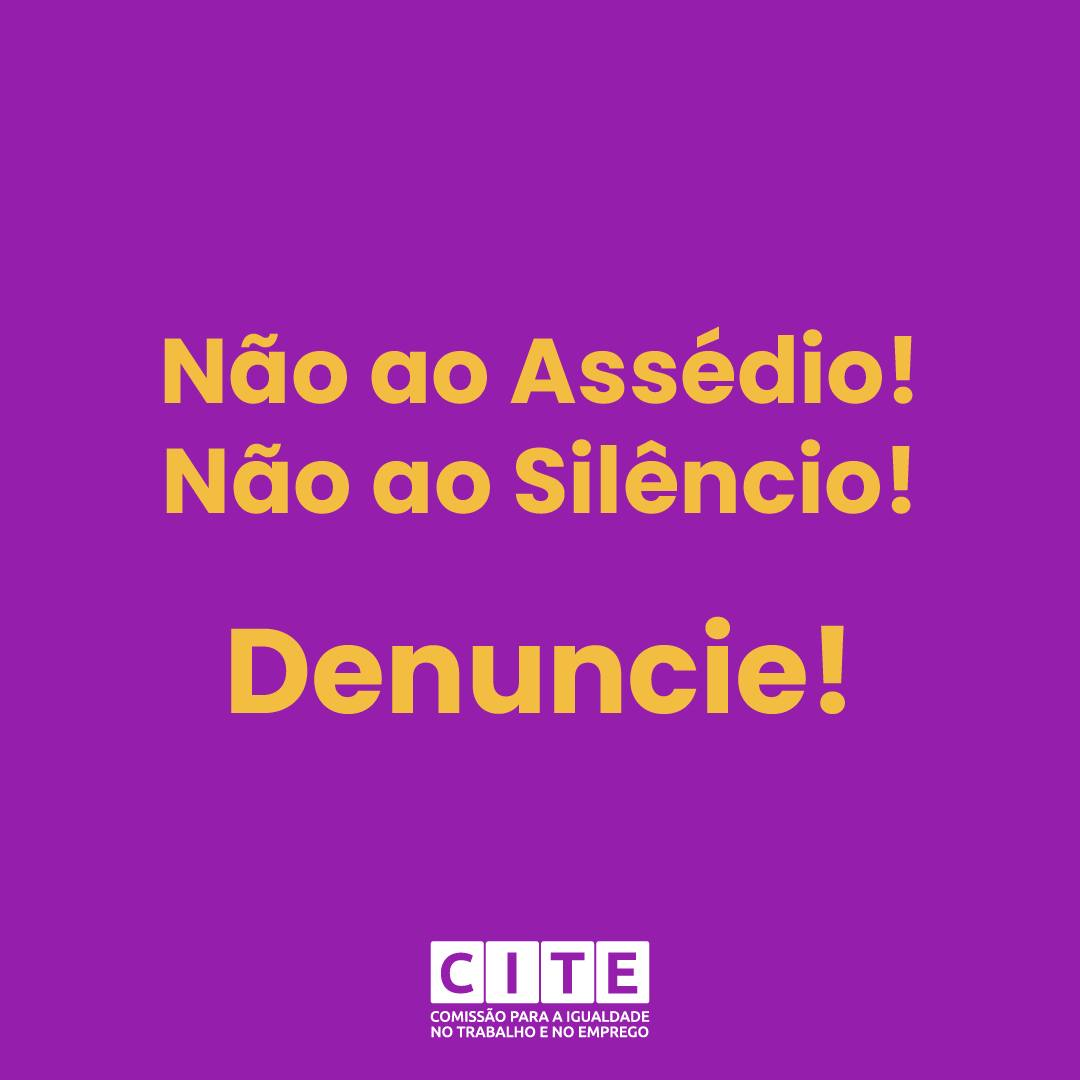 Não ao Assédio!
Não ao Silêncio!
Denuncie!
CITE
COMISSÃO PARA A IGUALDADE
NO TRABALHO E NO EMPREGO